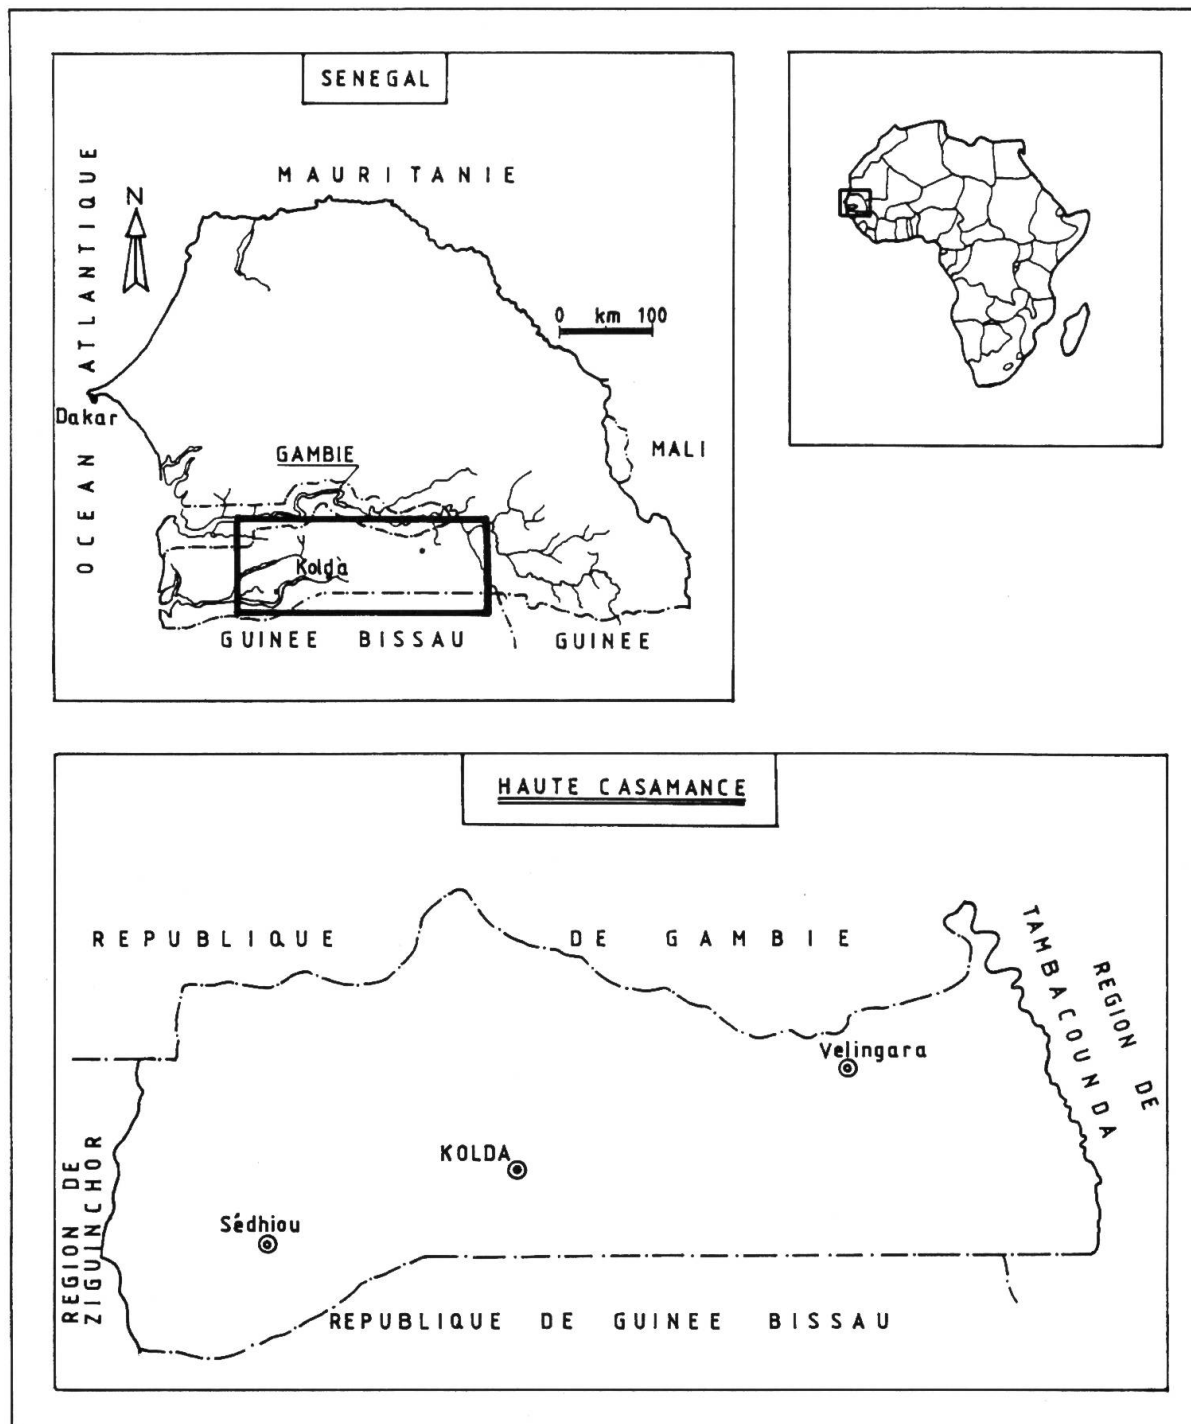 SENEGAL
MAURITANIE
OCEAN ATLANTIQUE
N
0 km 100
Dakar
MALI
GAMBIE
Kolda
GUINEE BISSAU
GUINEE
HAUTE CASAMANCE
REPUBLIQUE DE GAMBIE
REGION DE
TAMBACOUNDA
Velingara
KOLDA
Sédhiou
REGION DE
ZIGUINCHOR
REPUBLIQUE DE GUINEE BISSAU